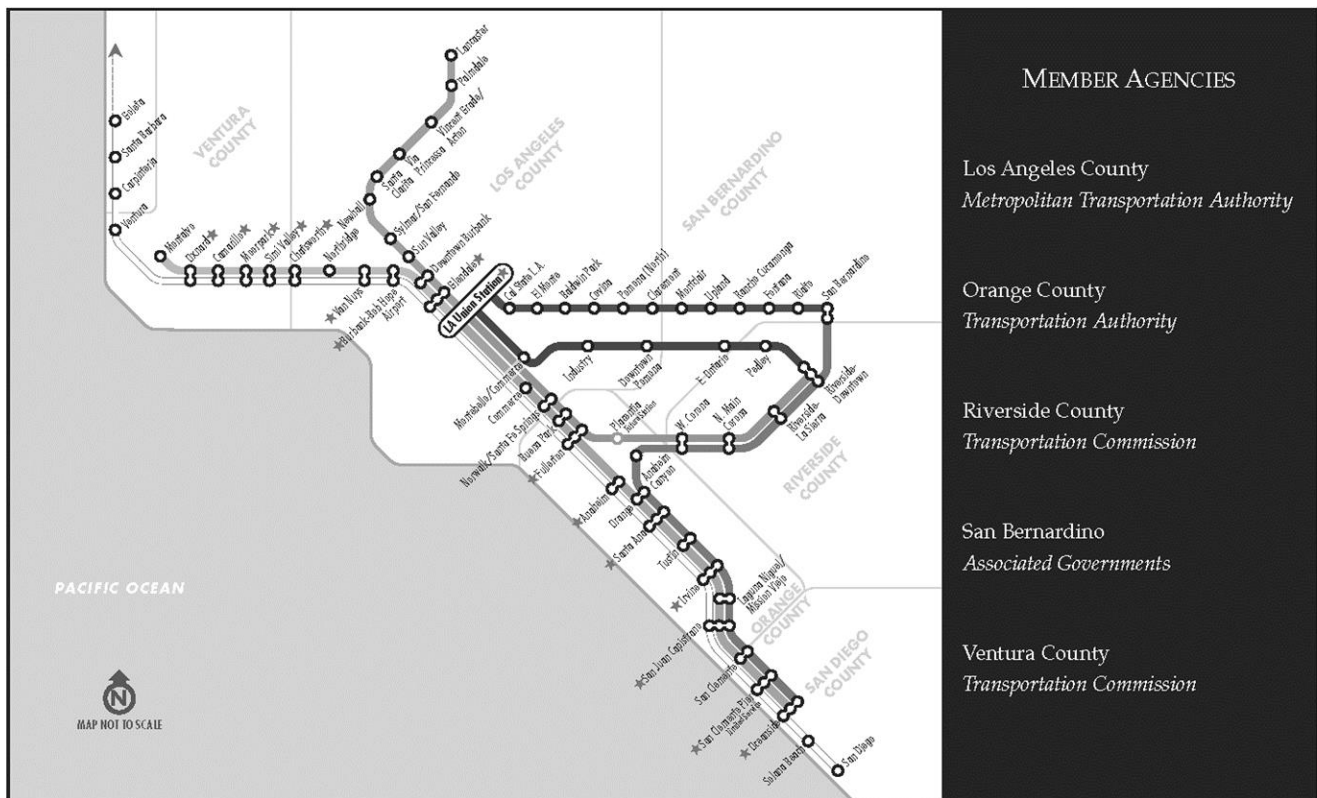 Lancaster
Palmdale
Vincent Grade/
Acton
Via
Princessa
Santa
Clarita
Newhall
Sylmar/San Fernando
Sun Valley
Downtown Burbank
Glendale
LA Union Station
Goleta
Santa Barbara
Carpinteria
Ventura
VENTURA
COUNTY
LOS ANGELES
COUNTY
SAN BERNARDINO
COUNTY
Montalvo
Oxnard
Camarillo
Moorpark
Simi Valley
Chatsworth
Northridge
Van Nuys
Burbank-Bob Hope
Airport
Cal State L.A.
El Monte
Baldwin Park
Covina
Pomona (North)
Claremont
Montclair
Upland
Rancho Cucamonga
Fontana
Rialto
San Bernardino
Montebello/Commerce
Industry
Downtown
Pomona
E. Ontario
Pedley
Riverside-
Downtown
Commerce
Norwalk/Santa Fe Springs
Buena Park
Fullerton
Placentia
Future Station
W. Corona
N. Main
Corona
Riverside-
La Sierra
RIVERSIDE
COUNTY
Anaheim
Canyon
Anaheim
Orange
Santa Ana
Tustin
Irvine
Laguna Niguel/
Mission Viejo
ORANGE
COUNTY
San Juan Capistrano
San Clemente
San Clemente Pier
Limited Service
Oceanside
Solana Beach
San Diego
SAN DIEGO
COUNTY
PACIFIC OCEAN
N
MAP NOT TO SCALE
MEMBER AGENCIES
Los Angeles County
Metropolitan Transportation Authority
Orange County
Transportation Authority
Riverside County
Transportation Commission
San Bernardino
Associated Governments
Ventura County
Transportation Commission